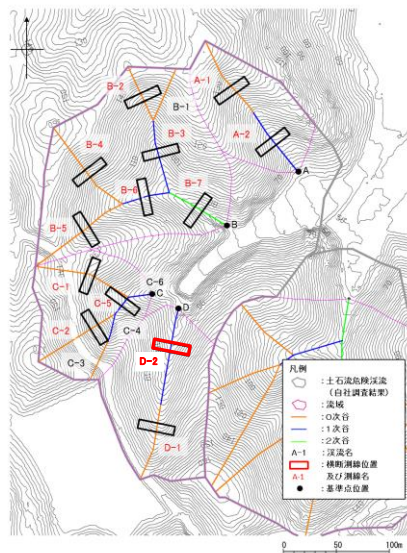 B-2
A-1
B-1
B-4
B-3
A-2
B-6
B-7
A
B-5
B
C-1
C-6
C-5
C
D
C-2
C-4
D-2
C-3
D-1
凡例
：土石流危険渓流
（自社調査結果）
：流域
：0次谷
：1次谷
：2次谷
A-1 ：渓流名
：横断測線位置
A-1 及び測線名
：基準点位置
0 50 100m